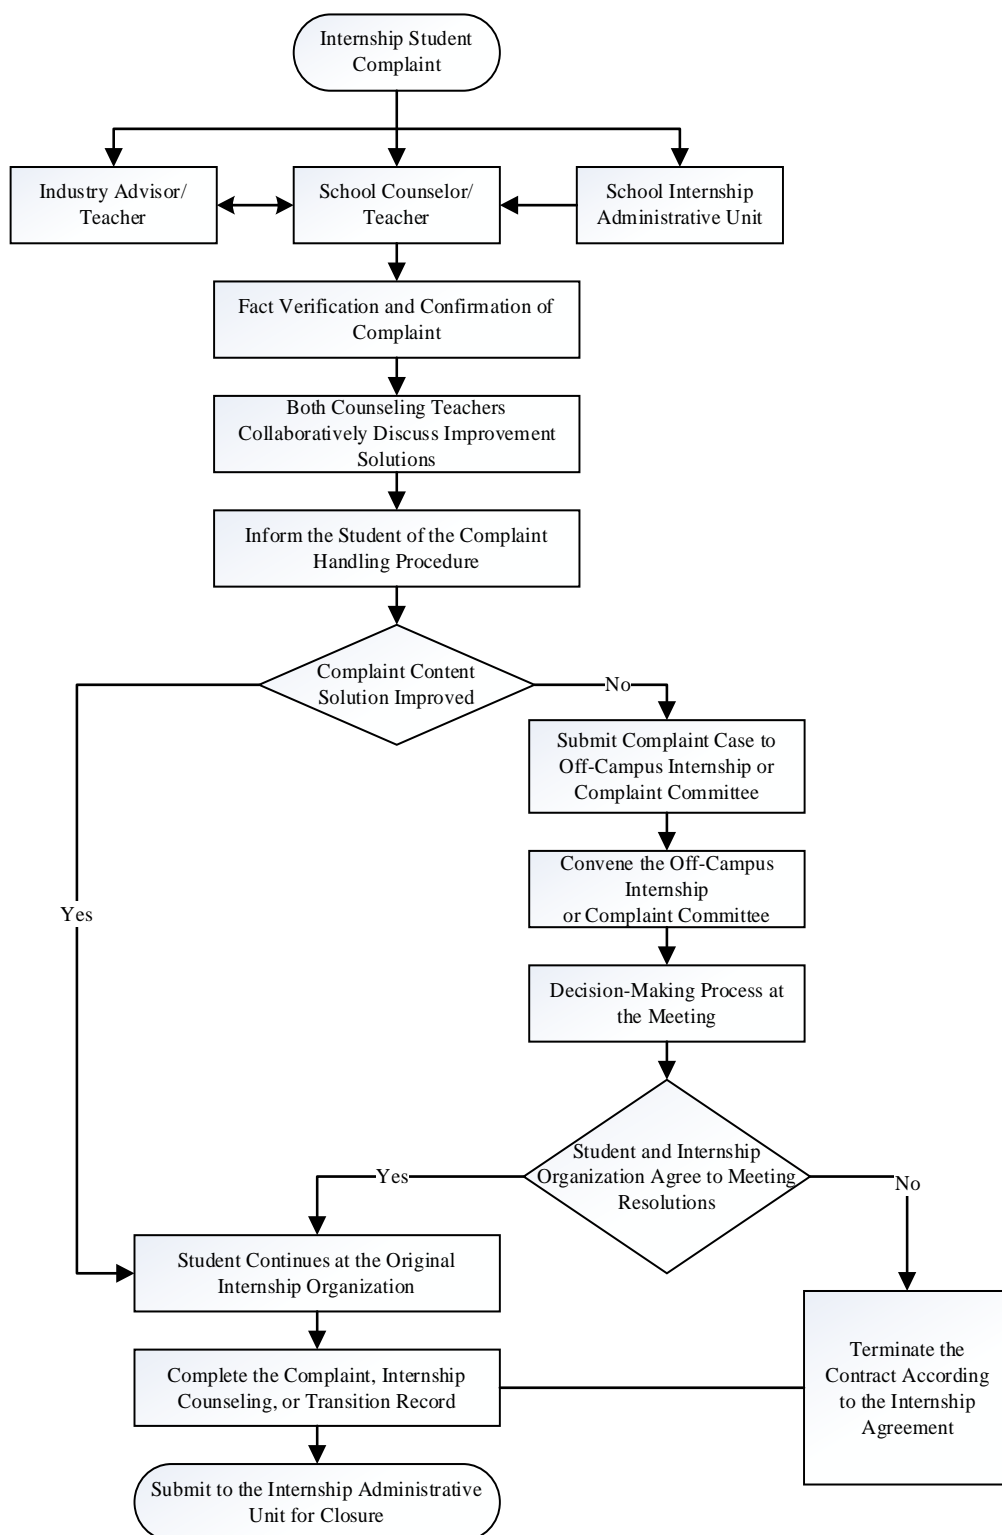 Internship Student
Complaint
Industry Advisor/
Teacher
School Counselor/
Teacher
School Internship
Administrative Unit
Fact Verification and Confirmation of
Complaint
Both Counseling Teachers
Collaboratively Discuss Improvement
Solutions
Inform the Student of the Complaint
Handling Procedure
Complaint Content
Solution Improved
No
Submit Complaint Case to
Off-Campus Internship or
Complaint Committee
Convene the Off-Campus
Internship
or Complaint Committee
Yes
Decision-Making Process at
the Meeting
Student and Internship
Organization Agree to Meeting
Resolutions
Yes
No
Student Continues at the Original
Internship Organization
Terminate the
Contract According
to the Internship
Agreement
Complete the Complaint, Internship
Counseling, or Transition Record
Submit to the Internship Administrative
Unit for Closure